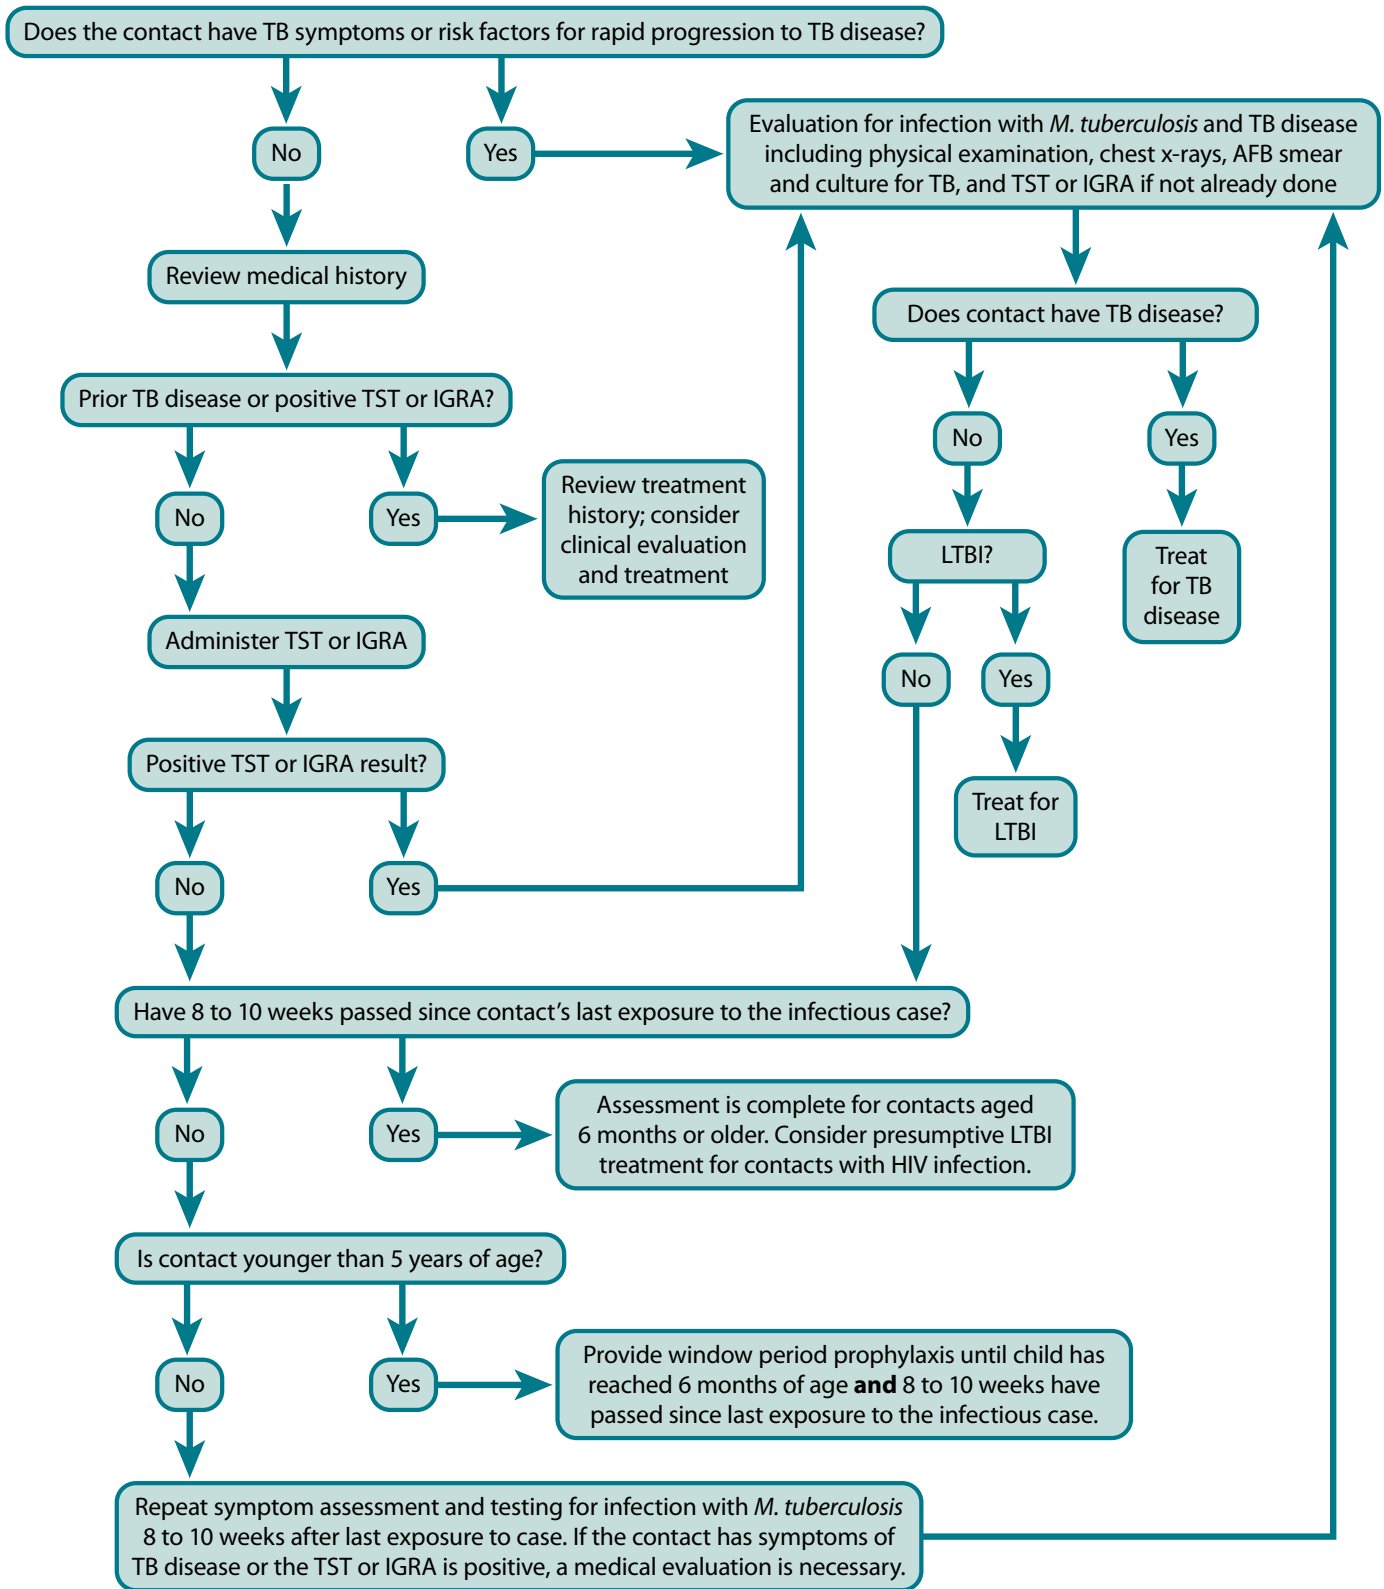 Does the contact have TB symptoms or risk factors for rapid progression to TB disease?
No
Yes
Evaluation for infection with M. tuberculosis and TB disease
including physical examination, chest x-rays, AFB smear
and culture for TB, and TST or IGRA if not already done
Review medical history
Does contact have TB disease?
Prior TB disease or positive TST or IGRA?
No
Yes
No
Yes
Review treatment
history; consider
clinical evaluation
and treatment
LTBI?
Treat
for TB
disease
Administer TST or IGRA
No
Yes
Positive TST or IGRA result?
Treat for
LTBI
No
Yes
Have 8 to 10 weeks passed since contact’s last exposure to the infectious case?
No
Yes
Assessment is complete for contacts aged
6 months or older. Consider presumptive LTBI
treatment for contacts with HIV infection.
Is contact younger than 5 years of age?
No
Yes
Provide window period prophylaxis until child has
reached 6 months of age and 8 to 10 weeks have
passed since last exposure to the infectious case.
Repeat symptom assessment and testing for infection with M. tuberculosis
8 to 10 weeks after last exposure to case. If the contact has symptoms of
TB disease or the TST or IGRA is positive, a medical evaluation is necessary.